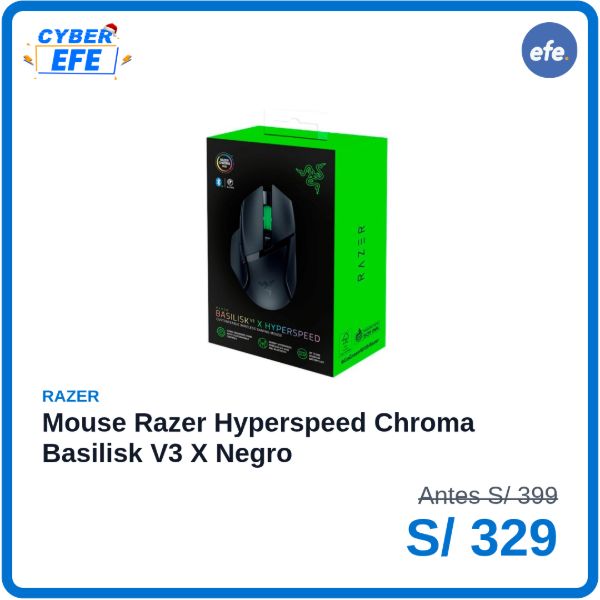 CYBER
EFE
efe.
RAZER
BASILISK V3 X HYPERSPEED
RAZER
Mouse Razer Hyperspeed Chroma
Basilisk V3 X Negro
Antes S/ 399
S/ 329